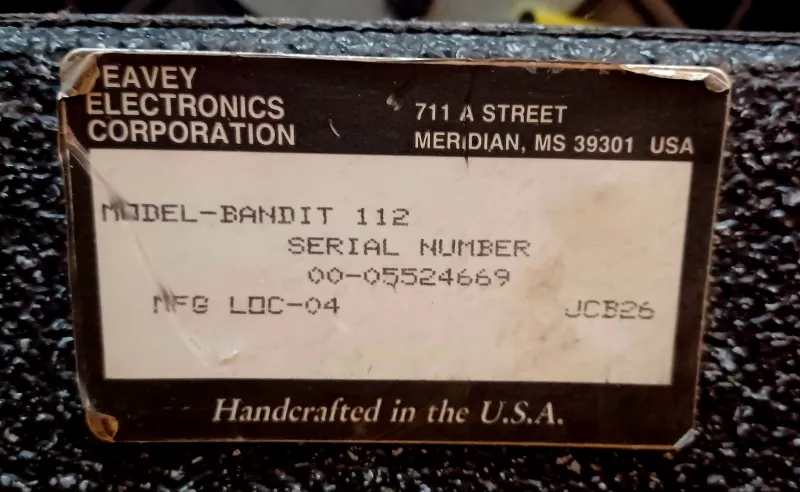 PEAVEY
ELECTRONICS
CORPORATION
711 A STREET
MERIDIAN, MS 39301 USA
MODEL-BANDIT 112
SERIAL NUMBER
00-05524669
MFG LOC-04 JCB26
Handcrafted in the U.S.A.